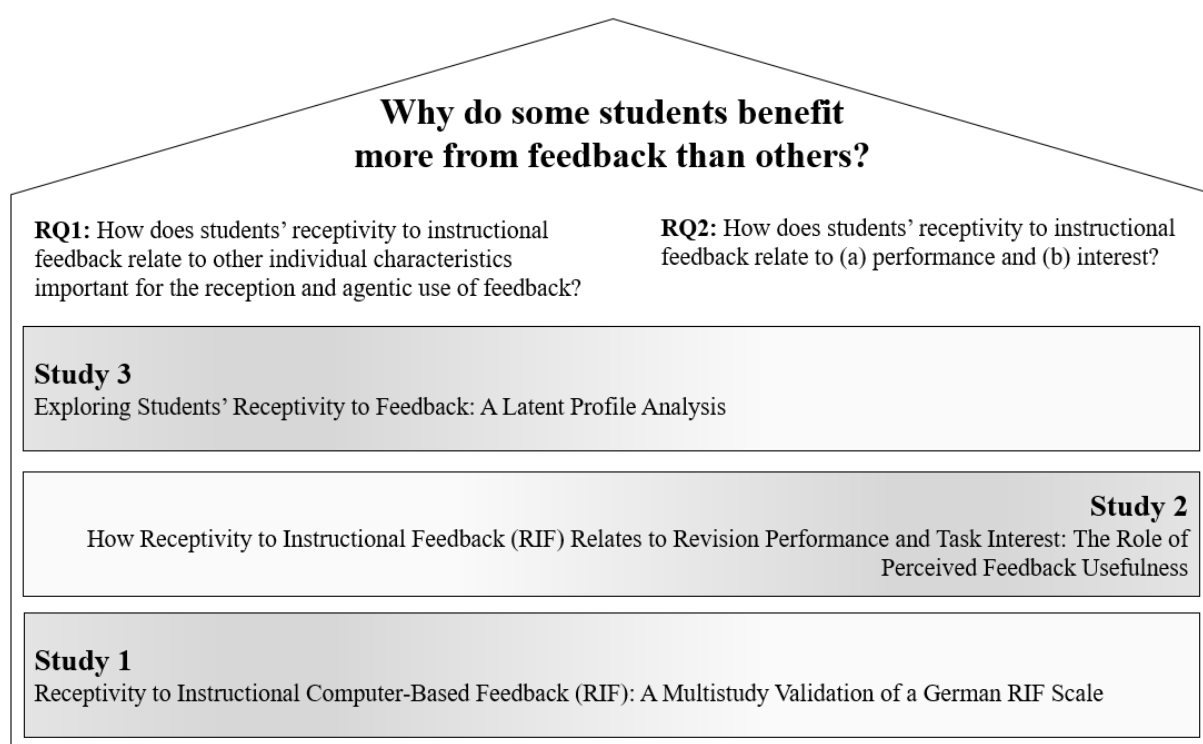 Why do some students benefit
more from feedback than others?
RQ1: How does students’ receptivity to instructional
feedback relate to other individual characteristics
important for the reception and agentic use of feedback?
RQ2: How does students’ receptivity to instructional
feedback relate to (a) performance and (b) interest?
Study 3
Exploring Students’ Receptivity to Feedback: A Latent Profile Analysis
Study 2
How Receptivity to Instructional Feedback (RIF) Relates to Revision Performance and Task Interest: The Role of
Perceived Feedback Usefulness
Study 1
Receptivity to Instructional Computer-Based Feedback (RIF): A Multistudy Validation of a German RIF Scale